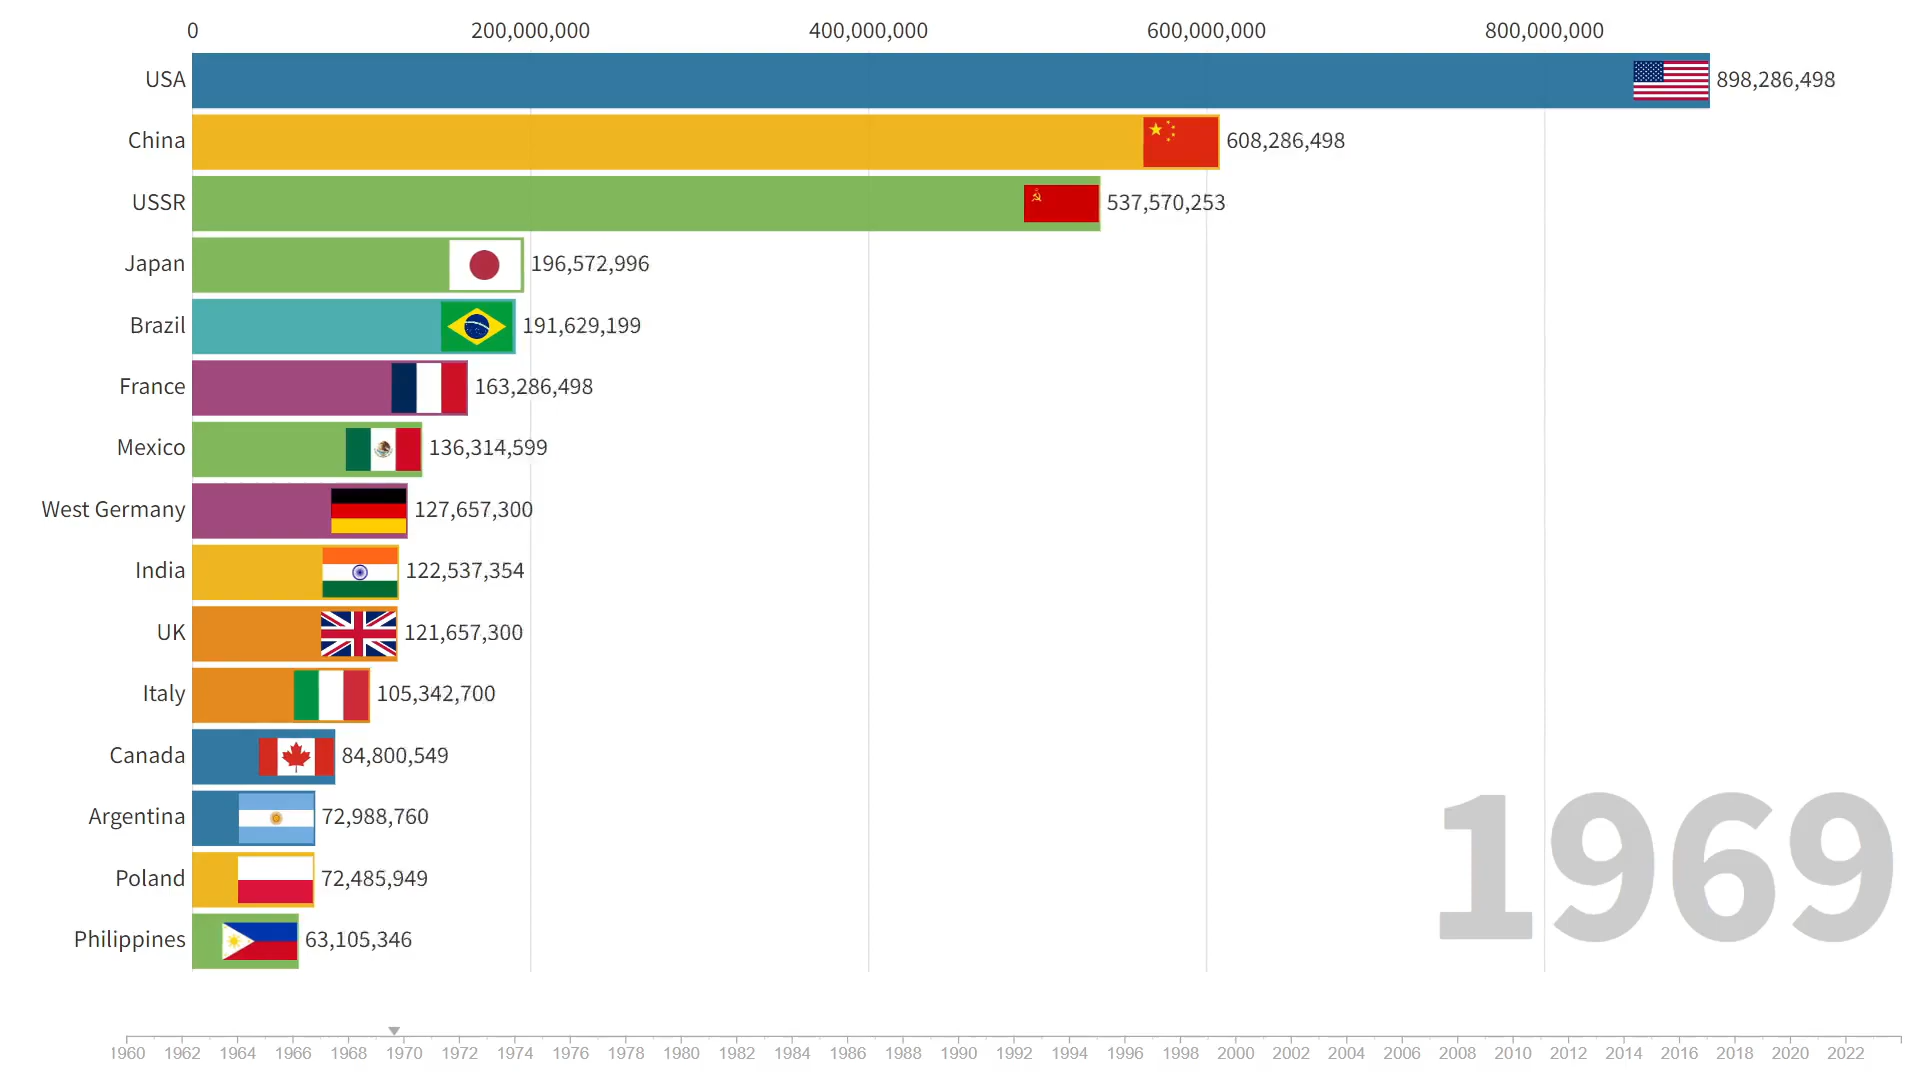 0 200,000,000 400,000,000 600,000,000 800,000,000
USA 898,286,498
China 608,286,498
USSR 537,570,253
Japan 196,572,996
Brazil 191,629,199
France 163,286,498
Mexico 136,314,599
West Germany 127,657,300
India 122,537,354
UK 121,657,300
Italy 105,342,700
Canada 84,800,549
Argentina 72,988,760
Poland 72,485,949
Philippines 63,105,346
1969
1960 1962 1964 1966 1968 1970 1972 1974 1976 1978 1980 1982 1984 1986 1988 1990 1992 1994 1996 1998 2000 2002 2004 2006 2008 2010 2012 2014 2016 2018 2020 2022